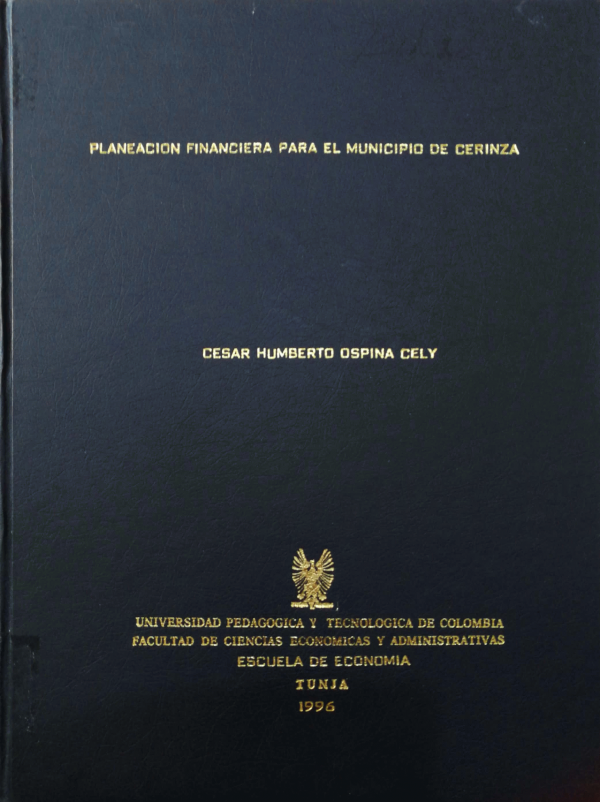 PLANEACION FINANCIERA PARA EL MUNICIPIO DE CERINZA
CESAR HUMBERTO OSPINA CELY
UNIVERSIDAD PEDAGOGICA Y TECNOLOGICA DE COLOMBIA
FACULTAD DE CIENCIAS ECONOMICAS Y ADMINISTRATIVAS
ESCUELA DE ECONOMIA
TUNJA
1996